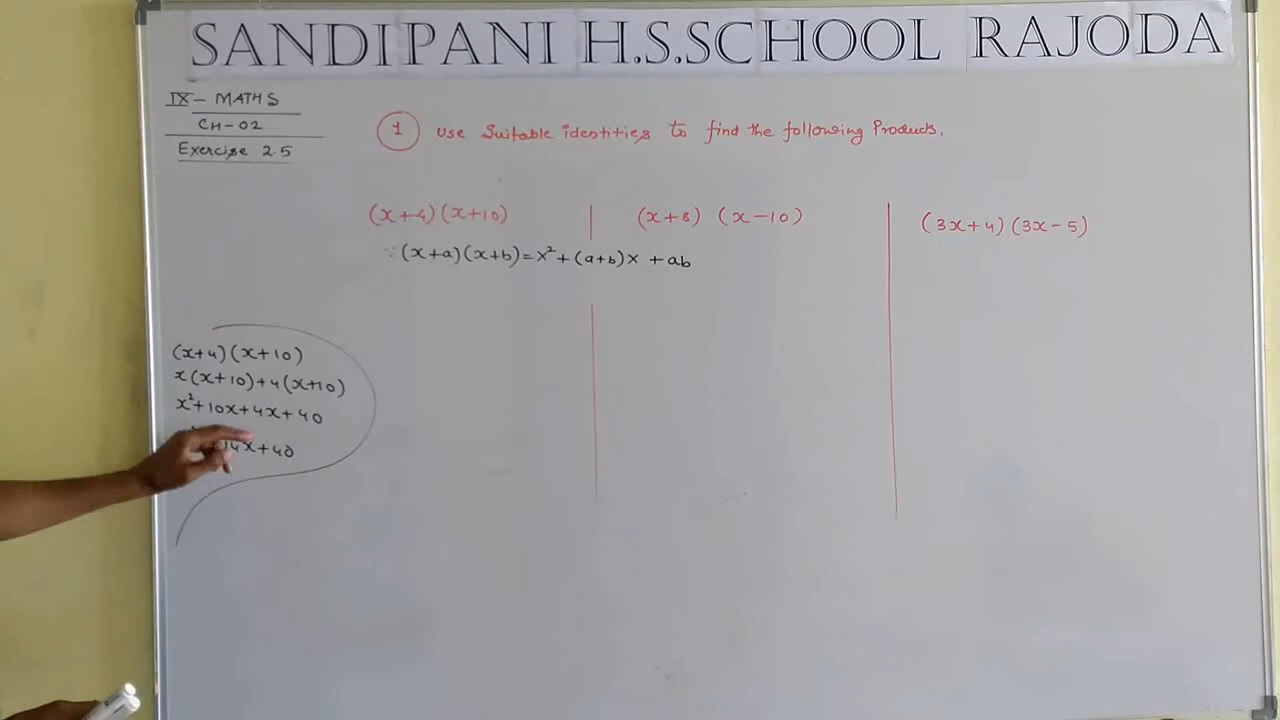 SANDIPANI H.S.SCHOOL RAJODA
IX - MATHS
CH-02
Exercise 2.5
1 Use Suitable identities to find the following Products.
(x+4)(x+10) (x+8) (x-10) (3x+4)(3x-5)
∵(x+a)(x+b)=x²+(a+b)x +ab
(x+4)(x+10)
x(x+10)+4(x+10)
x²+10x+4x+40
14x+40